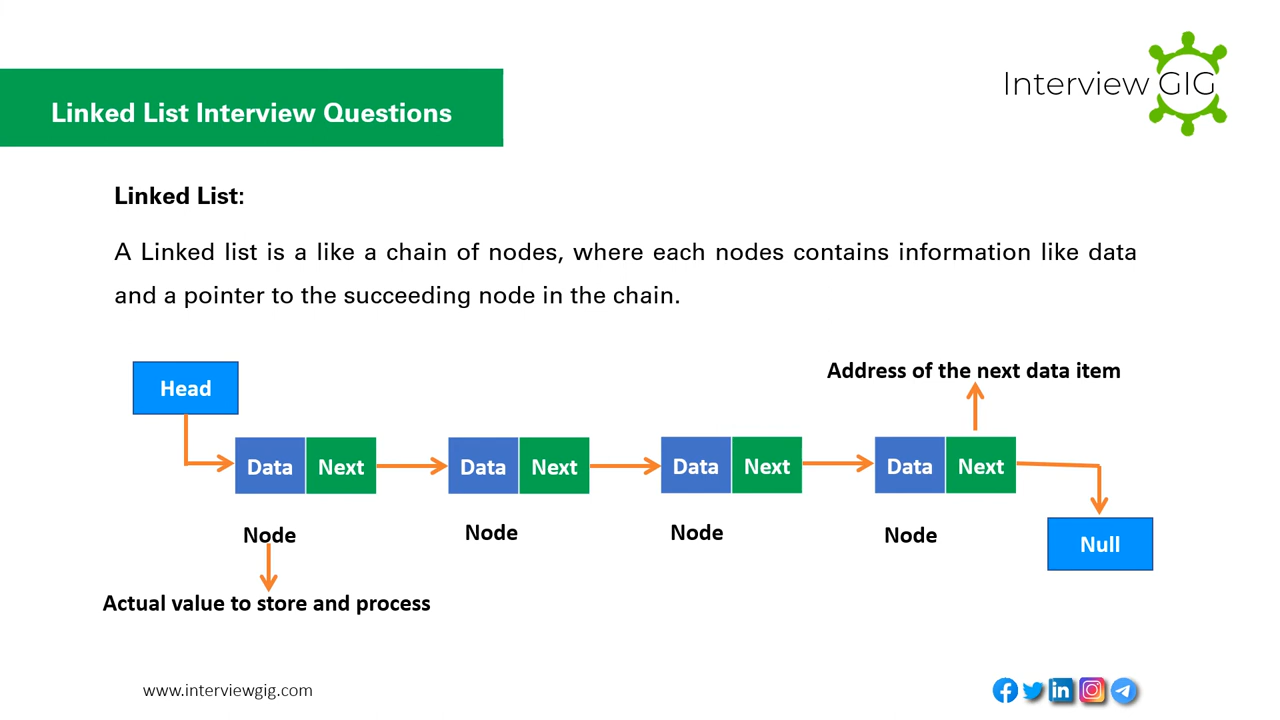 Interview GIG
Linked List Interview Questions
Linked List:
A Linked list is a like a chain of nodes, where each nodes contains information like data
and a pointer to the succeeding node in the chain.
Head
Address of the next data item
Data Next Data Next Data Next Data Next
Node Node Node Node
Null
Actual value to store and process
www.interviewgig.com